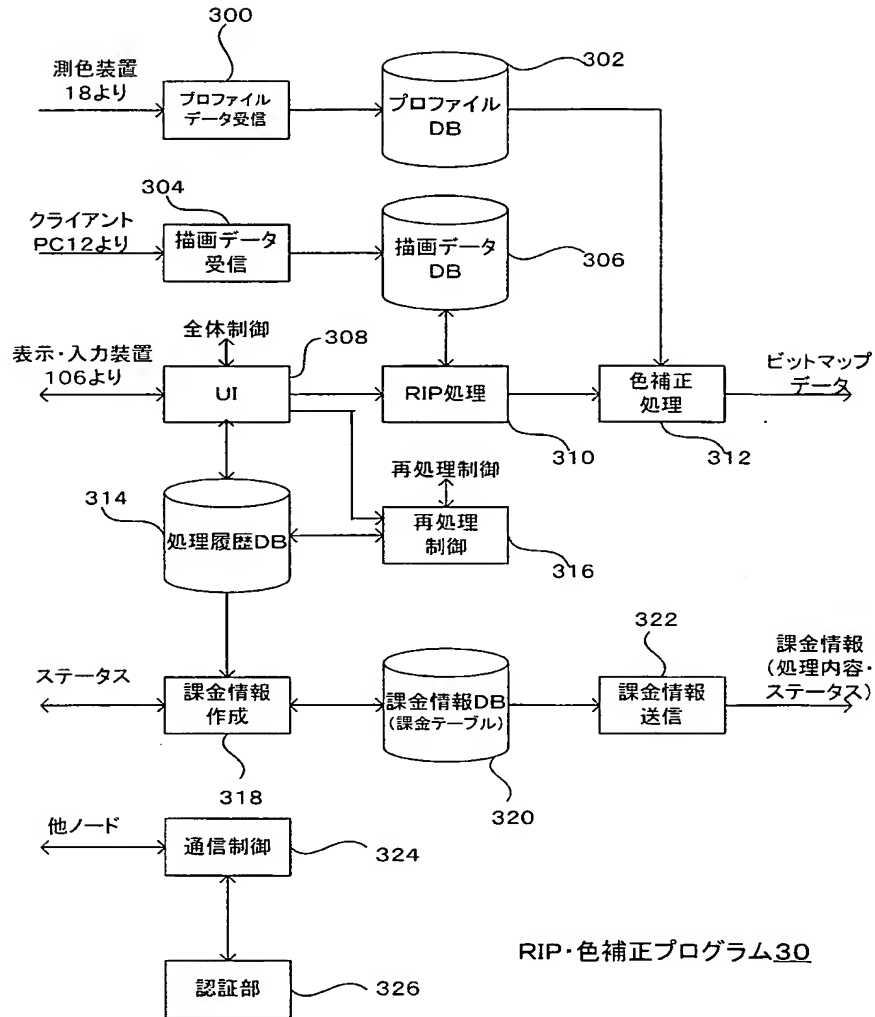 300
測色装置
18より
プロファイル
データ受信
302
プロファイル
DB
304
クライアント
PC12より
描画データ
受信
描画データ
DB
306
全体制御
308
表示・入力装置
106より
UI
RIP処理
310
色補正
処理
312
ビットマップ
データ
314
処理履歴DB
再処理制御
再処理
制御
316
ステータス
課金情報
作成
318
課金情報DB
(課金テーブル)
320
322
課金情報
送信
課金情報
(処理内容・
ステータス)
他ノード
通信制御
324
認証部
326
RIP・色補正プログラム30